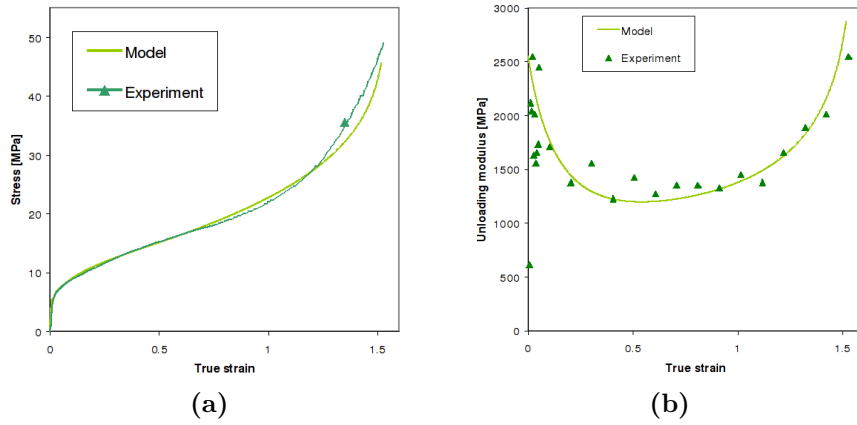 Model
Experiment
Stress [MPa]
50
40
30
20
10
0
0
0.5
1
1.5
True strain
(a)
Model
Experiment
Unloading modulus [MPa]
3000
2500
2000
1500
1000
500
0
0
0.5
1
1.5
True strain
(b)